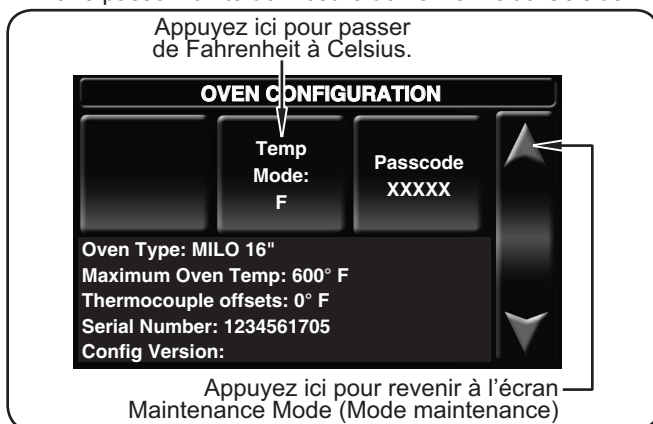 Appuyez ici pour passer
de Fahrenheit à Celsius.
OVEN CONFIGURATION
Temp
Mode:
F
Passcode
XXXXX
Oven Type: MILO 16"
Maximum Oven Temp: 600° F
Thermocouple offsets: 0° F
Serial Number: 1234561705
Config Version:
Appuyez ici pour revenir à l’écran
Maintenance Mode (Mode maintenance)